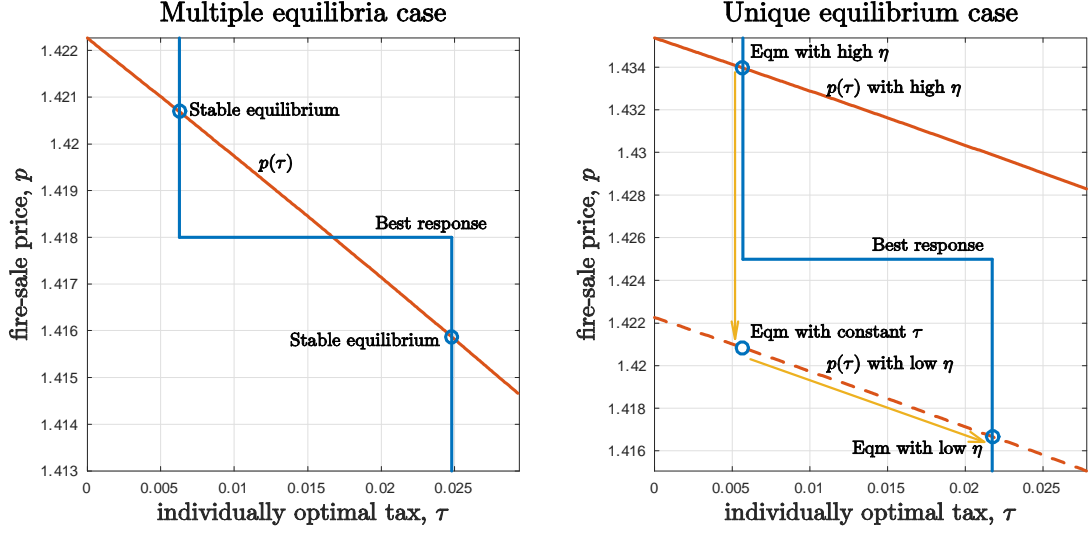 Multiple equilibria case
1.422
1.421
1.42
1.419
1.418
1.417
1.416
1.415
1.414
1.413
fire-sale price, p
Stable equilibrium
p(τ)
Best response
Stable equilibrium
0
0.005
0.01
0.015
0.02
0.025
individually optimal tax, τ
Unique equilibrium case
1.434
1.432
1.43
1.428
1.426
1.424
1.422
1.42
1.418
1.416
fire-sale price, p
Eqm with high η
p(τ) with high η
Best response
Eqm with constant τ
p(τ) with low η
Eqm with low η
0
0.005
0.01
0.015
0.02
0.025
individually optimal tax, τ